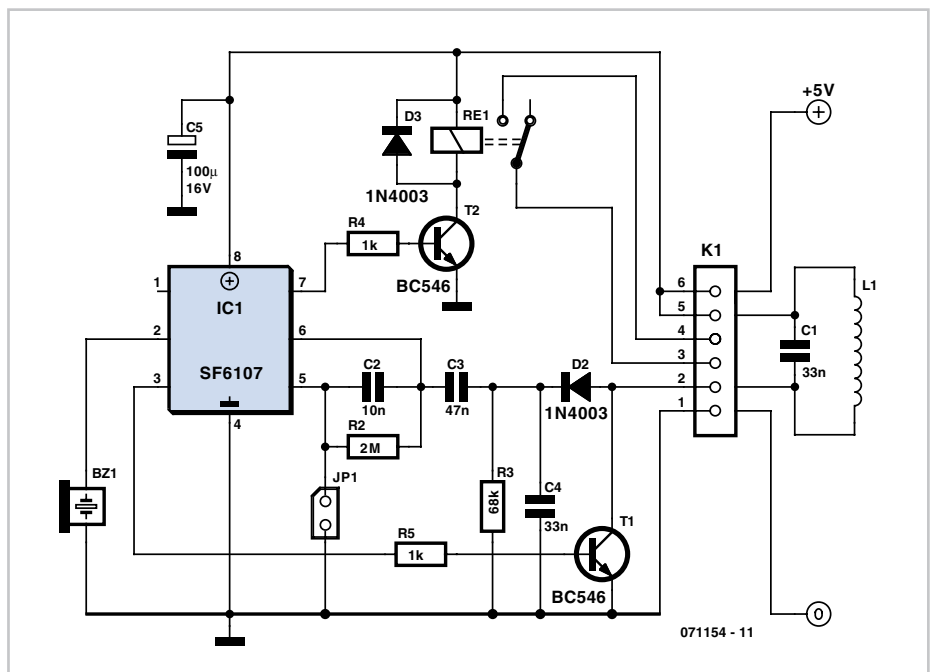 +5V
C5
100μ
16V
D3
1N4003
RE1
T2
R4
1k
BC546
K1
8
1
7
IC1
2
6
SF6107
3
5
4
C2
10n
C3
47n
D2
1N4003
R2
2M
6
5
4
3
2
1
L1
C1
33n
BZ1
JP1
R3
68k
C4
33n
T1
R5
1k
BC546
0
071154 - 11